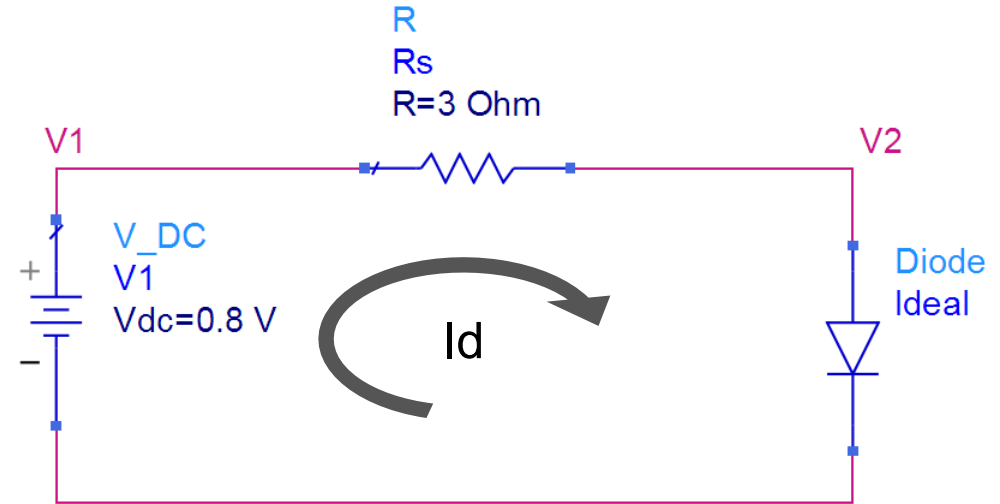 R
Rs
R=3 Ohm
V1
V2
V_DC
V1
Vdc=0.8 V
+
−
Id
Diode
Ideal